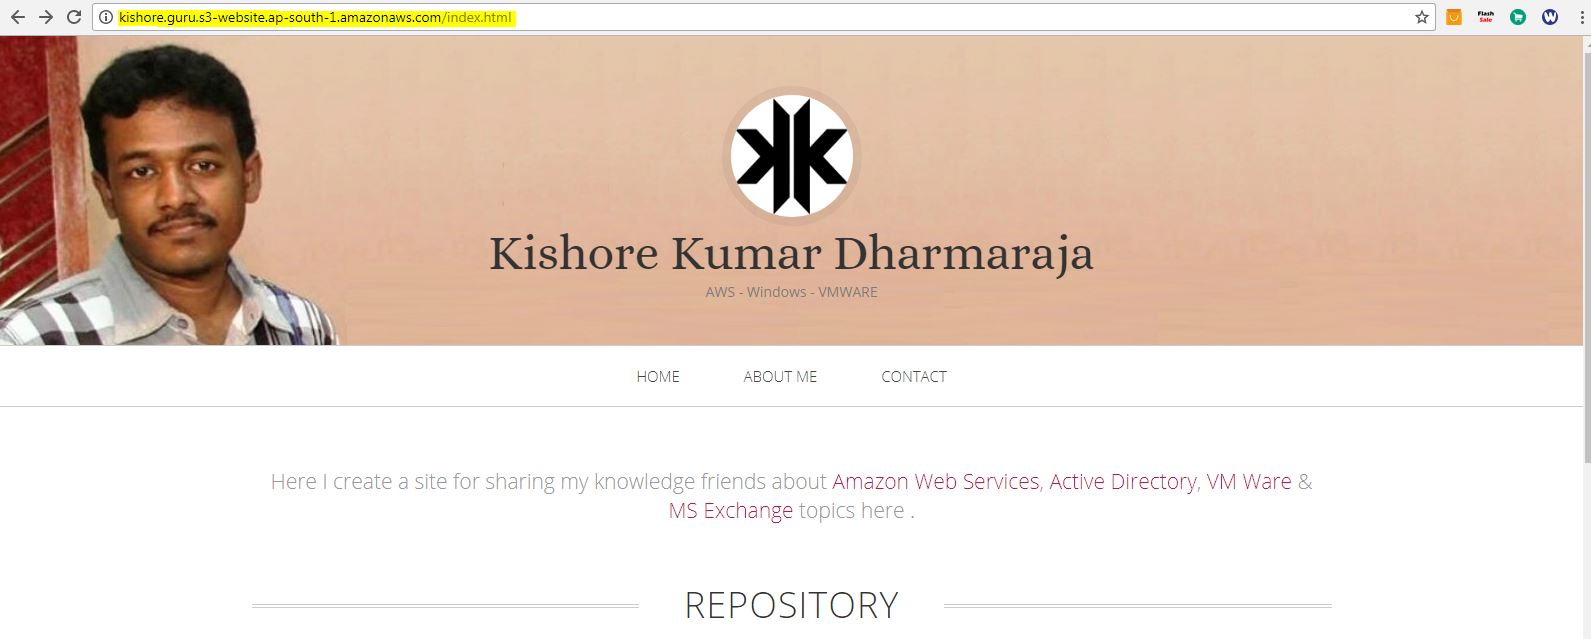 kishore.guru.s3-website.ap-south-1.amazonaws.com/index.html
Flash
Sale
W
kk
Kishore Kumar Dharmaraja
AWS - Windows - VMWARE
HOME ABOUT ME CONTACT
Here I create a site for sharing my knowledge friends about Amazon Web Services, Active Directory, VM Ware &
MS Exchange topics here .
REPOSITORY